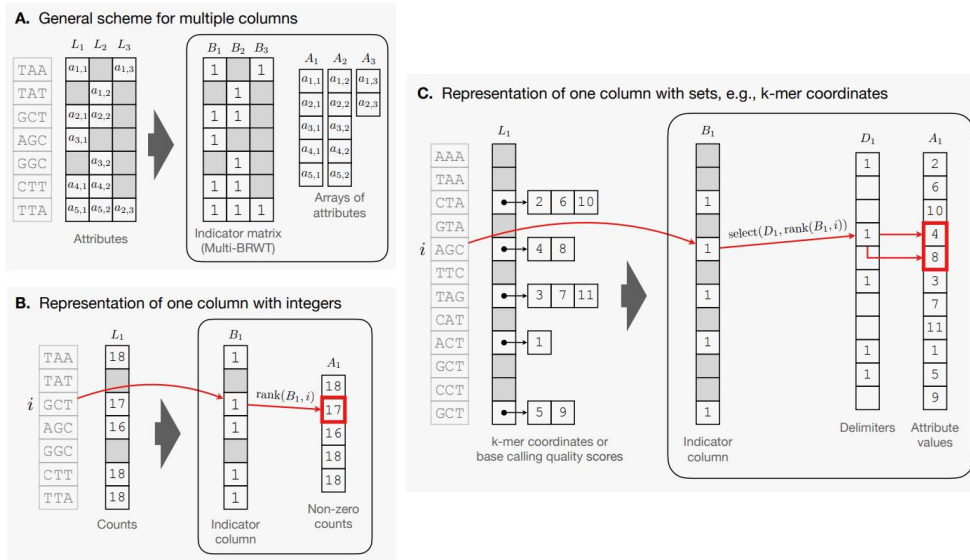 A. General scheme for multiple columns
L1 L2 L3
B1 B2 B3
A1 A2 A3
TAA a1,1 a1,3 1 1 a1,1 a1,2 a1,3
TAT a1,2 1 a2,1 a2,2 a2,3
GCT a2,1 a2,2 1 1 a3,1 a3,2
AGC a3,1 1 a4,1 a4,2
GGC a3,2 1 a5,1 a5,2
CTT a4,1 a4,2 1 1
TTA a5,1 a5,2 a2,3 1 1 1
Attributes
Indicator matrix
(Multi-BRWT)
Arrays of
attributes
B. Representation of one column with integers
L1
B1
A1
TAA 18 1
TAT
i GCT 17 1
AGC 16 1
GGC
CTT 18 1
TTA 18 1
rank(B1, i)
18
17
16
18
18
Counts
Indicator
column
Non-zero
counts
C. Representation of one column with sets, e.g., k-mer coordinates
L1
B1
D1
A1
AAA
TAA
CTA 2 6 10 1
GTA
i AGC 4 8 1
TTC
TAG 3 7 11 1
CAT
ACT 1 1
GCT
CCT
GCT 5 9 1
select(D1, rank(B1, i))
1 2
6
10
1 4
8
1 3
7
11
1 1
1 5
9
k-mer coordinates or
base calling quality scores
Indicator
column
Delimiters
Attribute
values